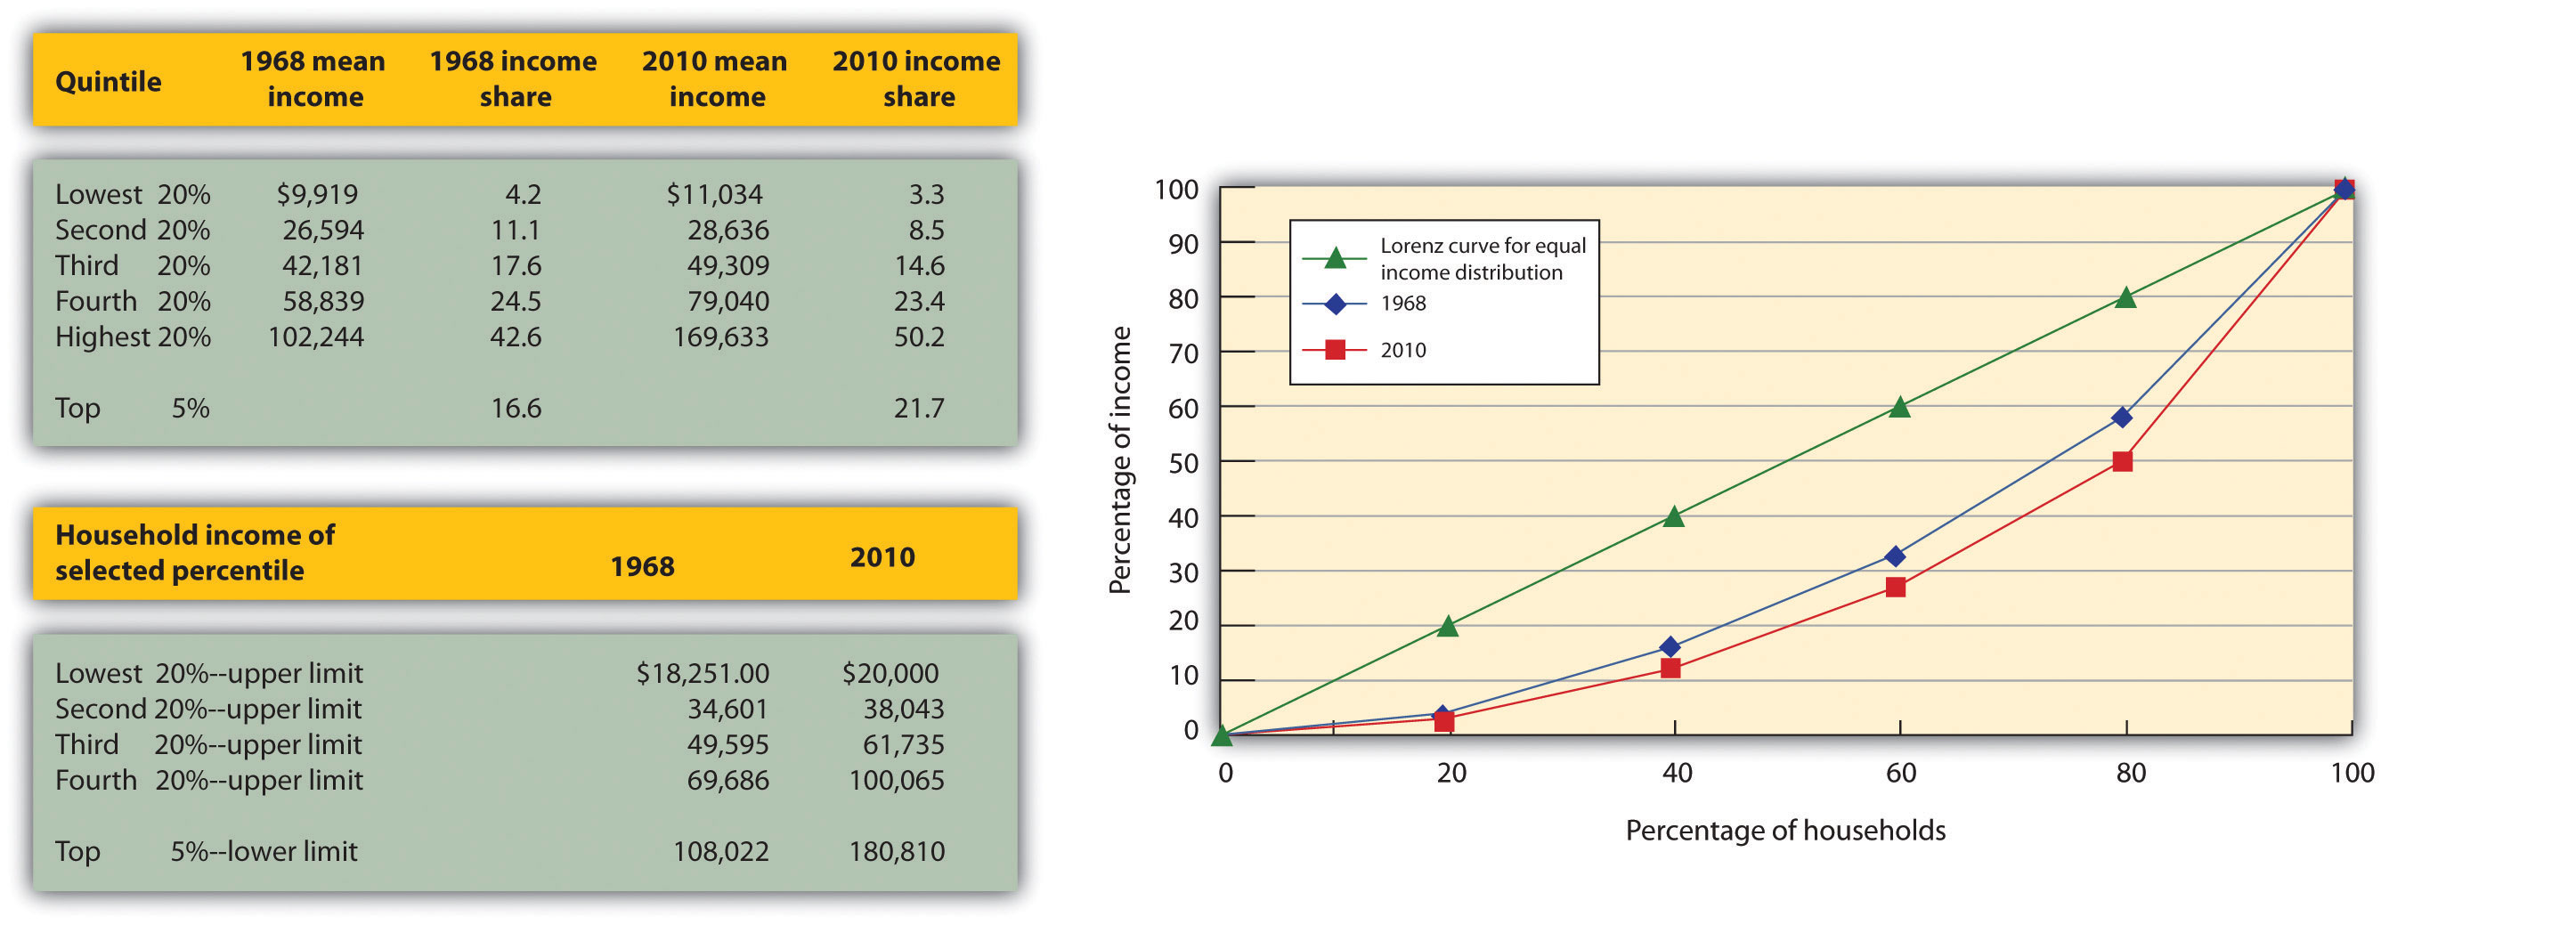 Quintile 1968 mean income 1968 income share 2010 mean income 2010 income share
Lowest 20% $9,919 4.2 $11,034 3.3
Second 20% 26,594 11.1 28,636 8.5
Third 20% 42,181 17.6 49,309 14.6
Fourth 20% 58,839 24.5 79,040 23.4
Highest 20% 102,244 42.6 169,633 50.2
Top 5% 16.6 21.7
Household income of
selected percentile 1968 2010
Lowest 20%--upper limit $18,251.00 $20,000
Second 20%--upper limit 34,601 38,043
Third 20%--upper limit 49,595 61,735
Fourth 20%--upper limit 69,686 100,065
Top 5%--lower limit 108,022 180,810
Percentage of income
100
90
80
70
60
50
40
30
20
10
0
Lorenz curve for equal
income distribution
1968
2010
0 20 40 60 80 100
Percentage of households